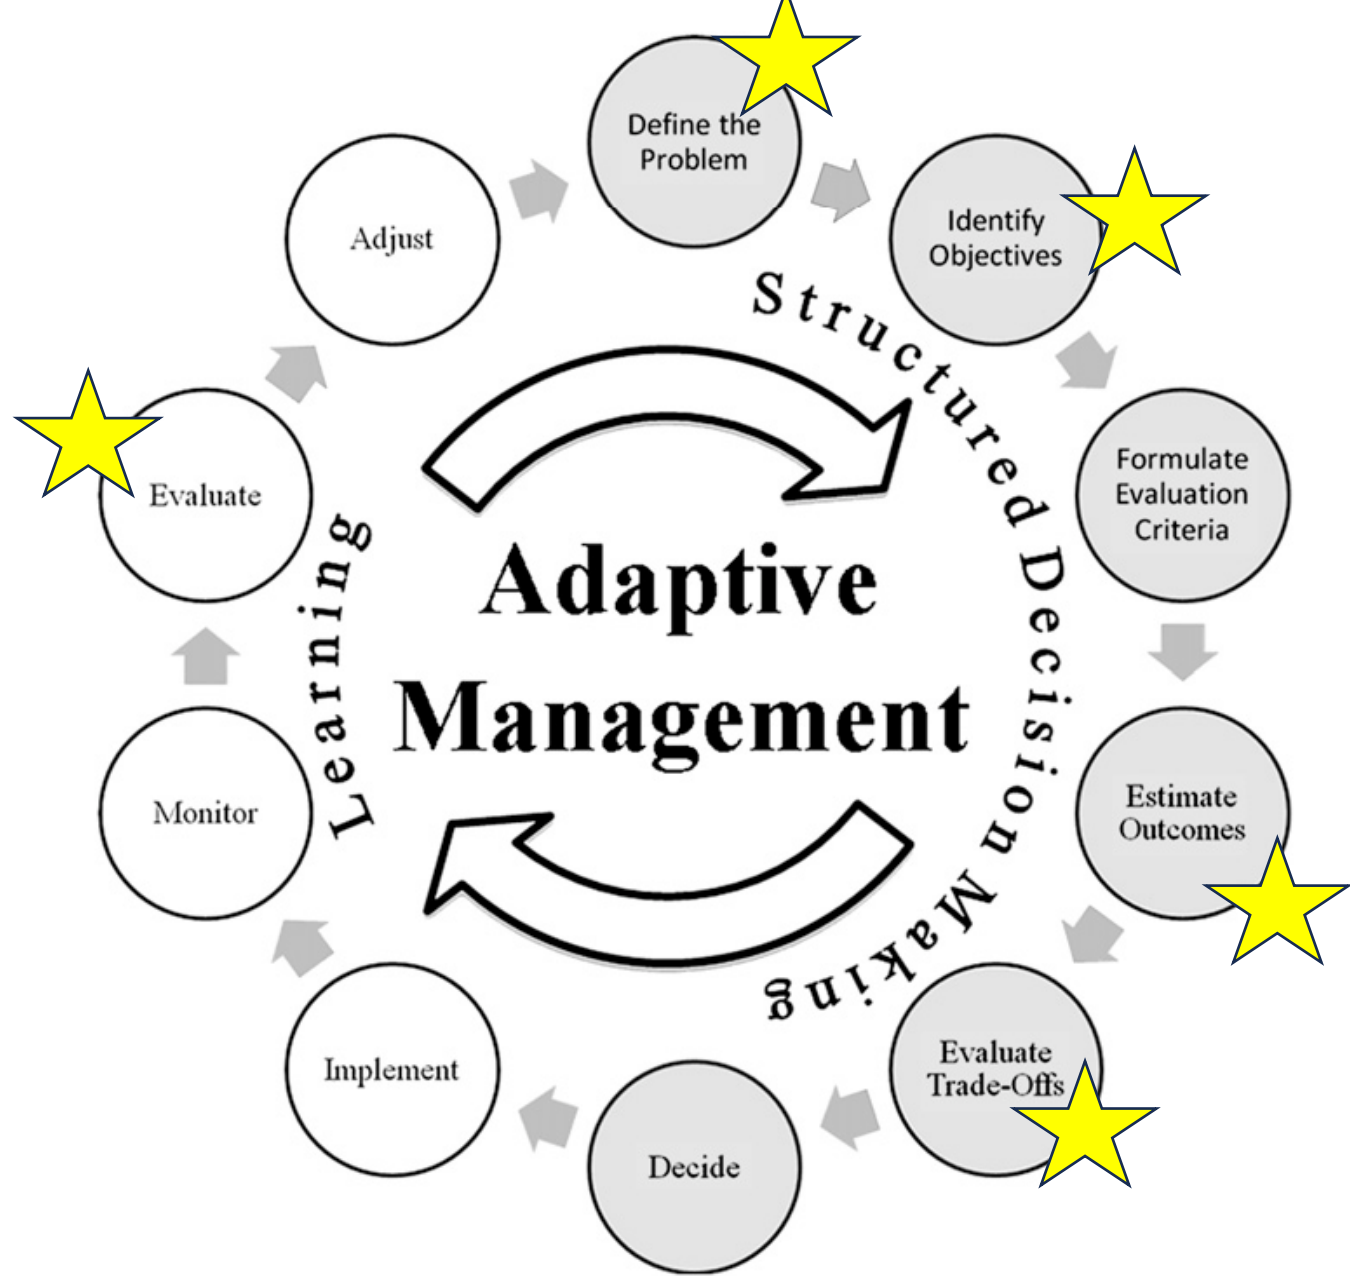 Define the
Problem
Identify
Objectives
Formulate
Evaluation
Criteria
Estimate
Outcomes
Evaluate
Trade-Offs
Decide
Implement
Monitor
Evaluate
Adjust
Structured Decision Making
Learning
Adaptive
Management